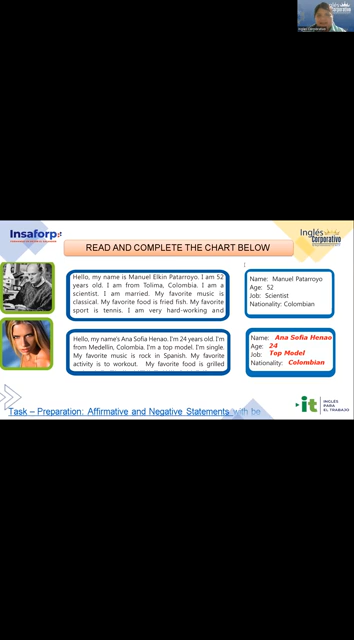 Insaforp
Inglés
Corporativo
READ AND COMPLETE THE CHART BELOW
Hello, my name is Manuel Elkin Patarroyo, I am 52
years old. I am from Tolima, Colombia. I am a
scientist. I am married. My favorite music is
classical. My favorite food is fried fish. My favorite
sport is tennis. I am very hard-working and
Name: Manuel Patarroyo
Age: 52
Job: Scientist
Nationality: Colombian
Hello, my name's Ana Sofia Henao. I'm 24 years old. I'm
from Medellín, Colombia. I'm a top model. I'm single.
My favorite music is rock in Spanish. My favorite
activity is to workout. My favorite food is grilled
Name: Ana Sofia Henao
Age: 24
Job: Top Model
Nationality: Colonbian
Task – Preparation: Affirmative and Negative Statements with be
it
INGLÉS
PARA
EL TRABAJO